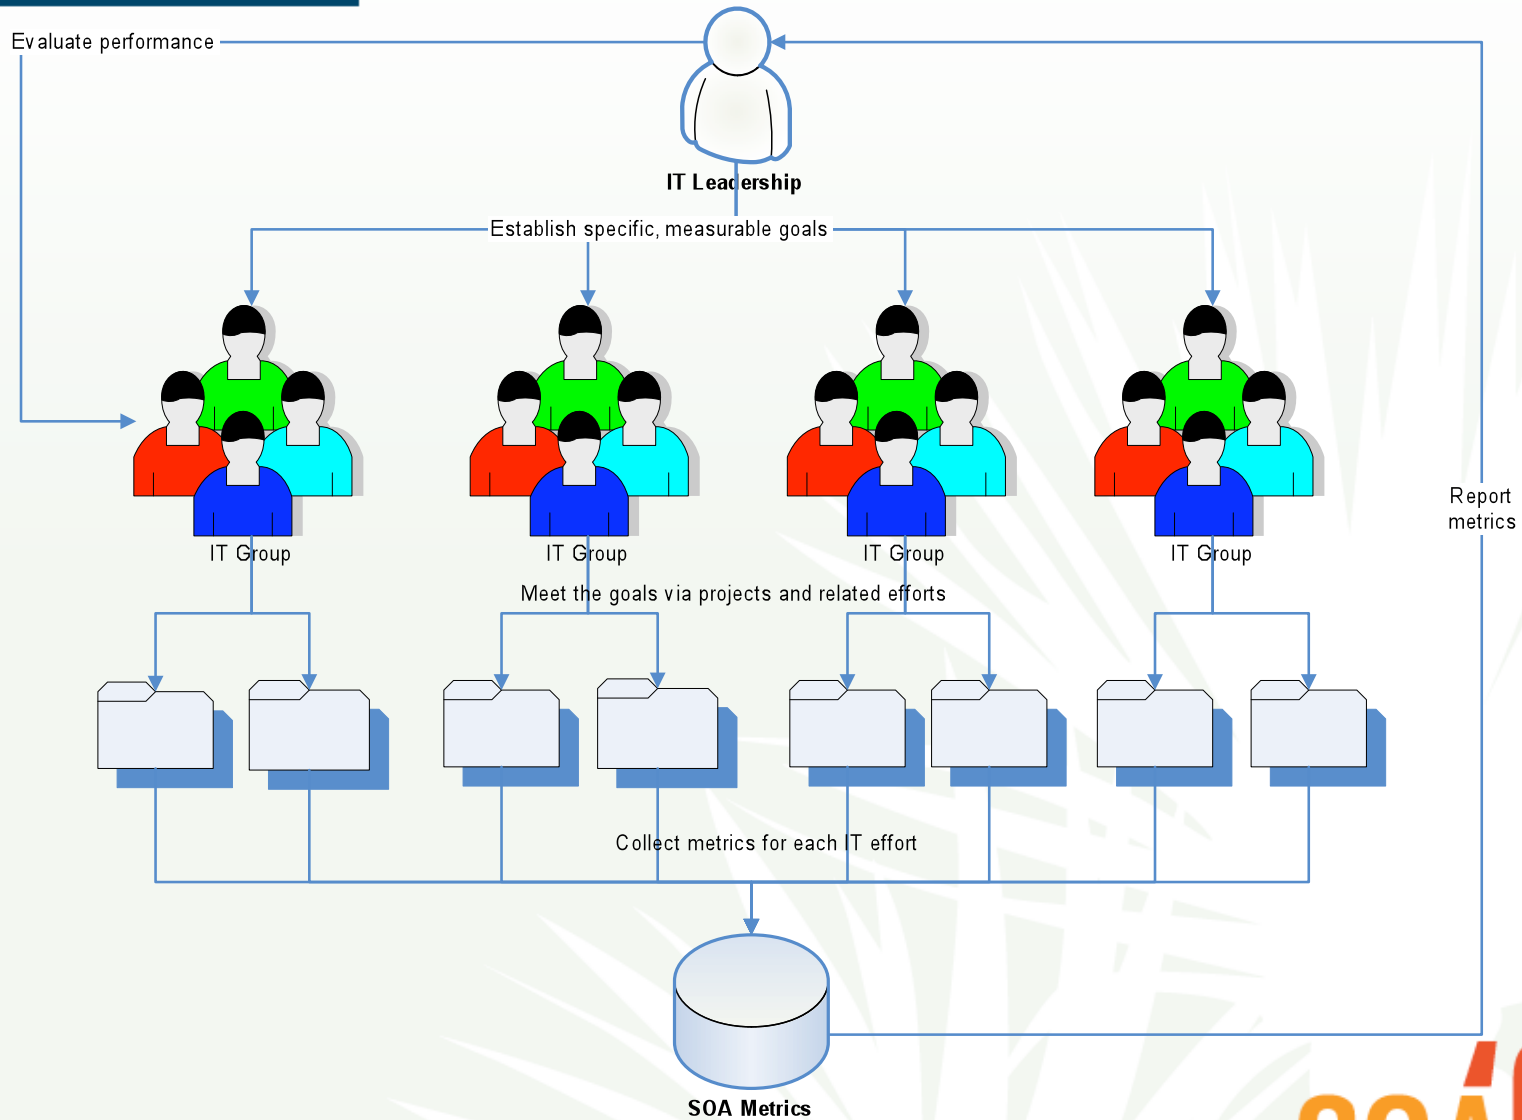 Evaluate performance
IT Leadership
Establish specific, measurable goals
IT Group
IT Group
IT Group
IT Group
Report
metrics
Meet the goals via projects and related efforts
Collect metrics for each IT effort
SOA Metrics
SOA